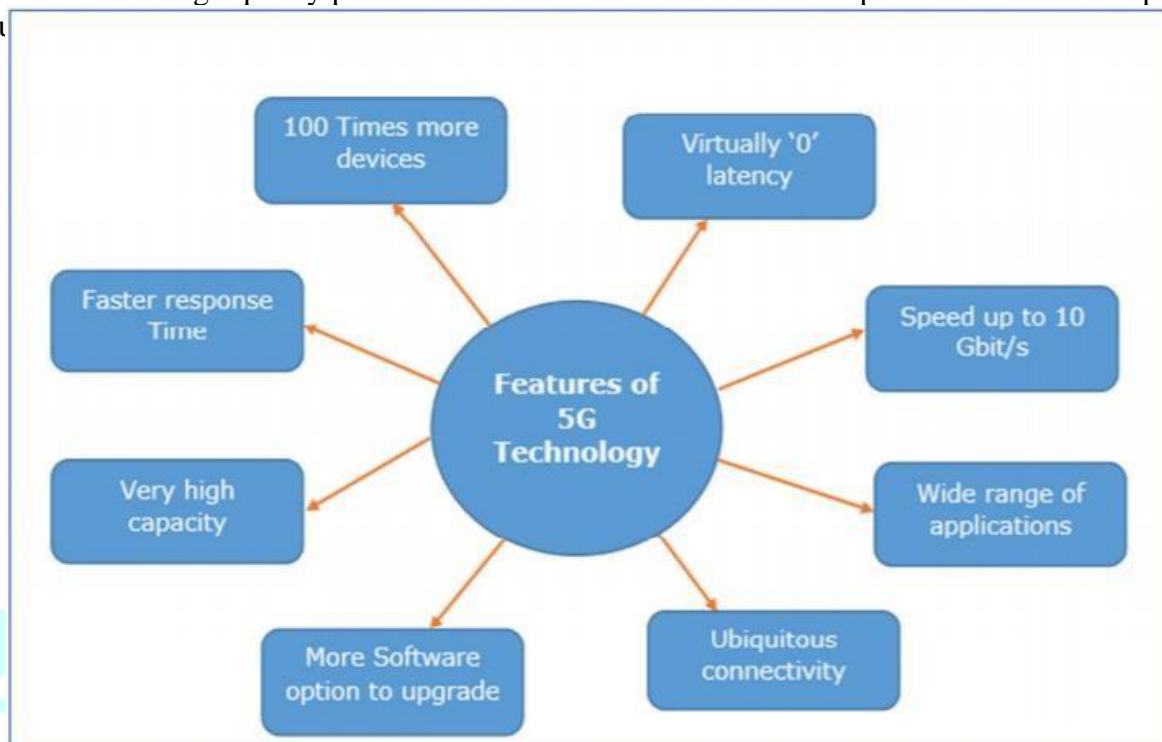 100 Times more
devices
Virtually ‘0’
latency
Faster response
Time
Speed up to 10
Gbit/s
Features of
5G
Technology
Very high
capacity
Wide range of
applications
More Software
option to upgrade
Ubiquitous
connectivity